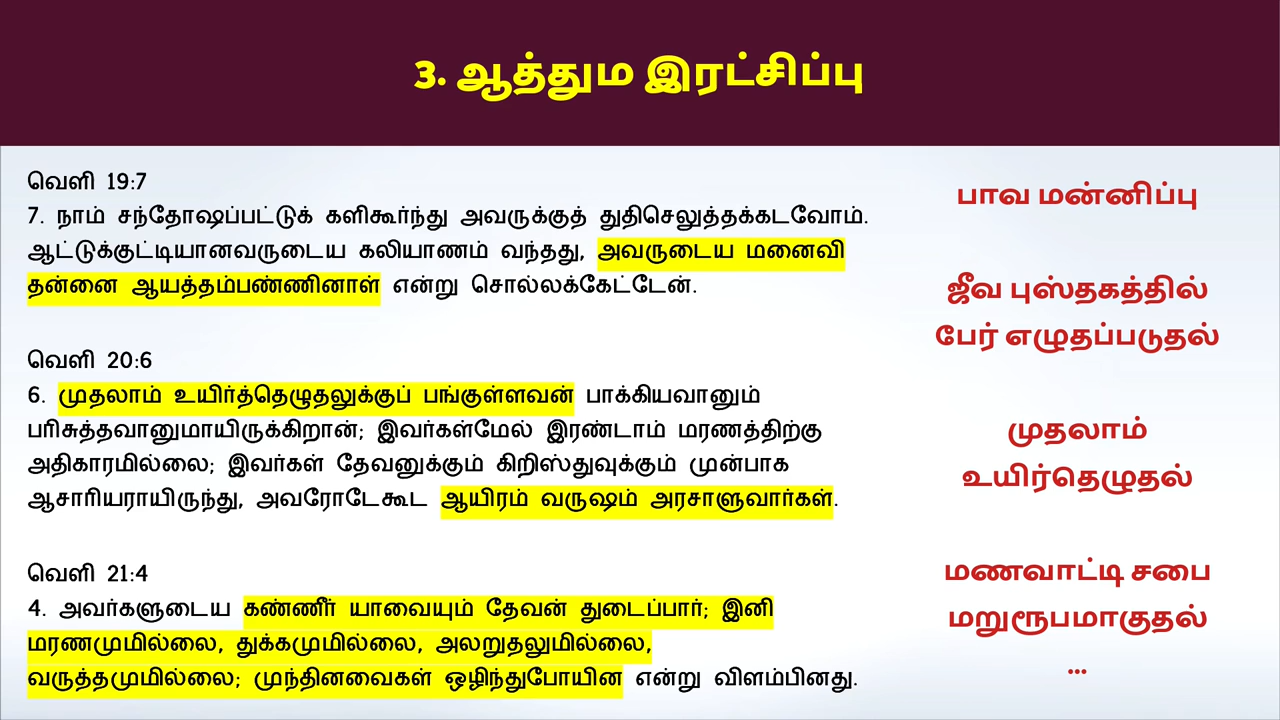 3. ஆத்தும இரட்சிப்பு
வெளி 19:7
7. நாம் சந்தோஷப்பட்டுக் களிகூர்ந்து அவருக்குத் துதிசெலுத்தக்கடவோம்.
ஆட்டுக்குட்டியானவருடைய கலியாணம் வந்தது, அவருடைய மனைவி
தன்னை ஆயத்தம்பண்ணினாள் என்று சொல்லக்கேட்டேன்.
வெளி 20:6
6. முதலாம் உயிர்த்தெழுதலுக்குப் பங்குள்ளவன் பாக்கியவானும்
பரிசுத்தவானுமாயிருக்கிறான்; இவர்கள்மேல் இரண்டாம் மரணத்திற்கு
அதிகாரமில்லை; இவர்கள் தேவனுக்கும் கிறிஸ்துவுக்கும் முன்பாக
ஆசாரியராயிருந்து, அவரோடேகூட ஆயிரம் வருஷம் அரசாளுவார்கள்.
வெளி 21:4
4. அவர்களுடைய கண்ணீர் யாவையும் தேவன் துடைப்பார்; இனி
மரணமுமில்லை, துக்கமுமில்லை, அலறுதலுமில்லை,
வருத்தமுமில்லை; முந்தினவைகள் ஒழிந்துபோயின என்று விளம்பினது.
பாவ மன்னிப்பு
ஜீவ புஸ்தகத்தில்
பேர் எழுதப்படுதல்
முதலாம்
உயிர்தெழுதல்
மணவாட்டி சபை
மறுரூபமாகுதல்
...